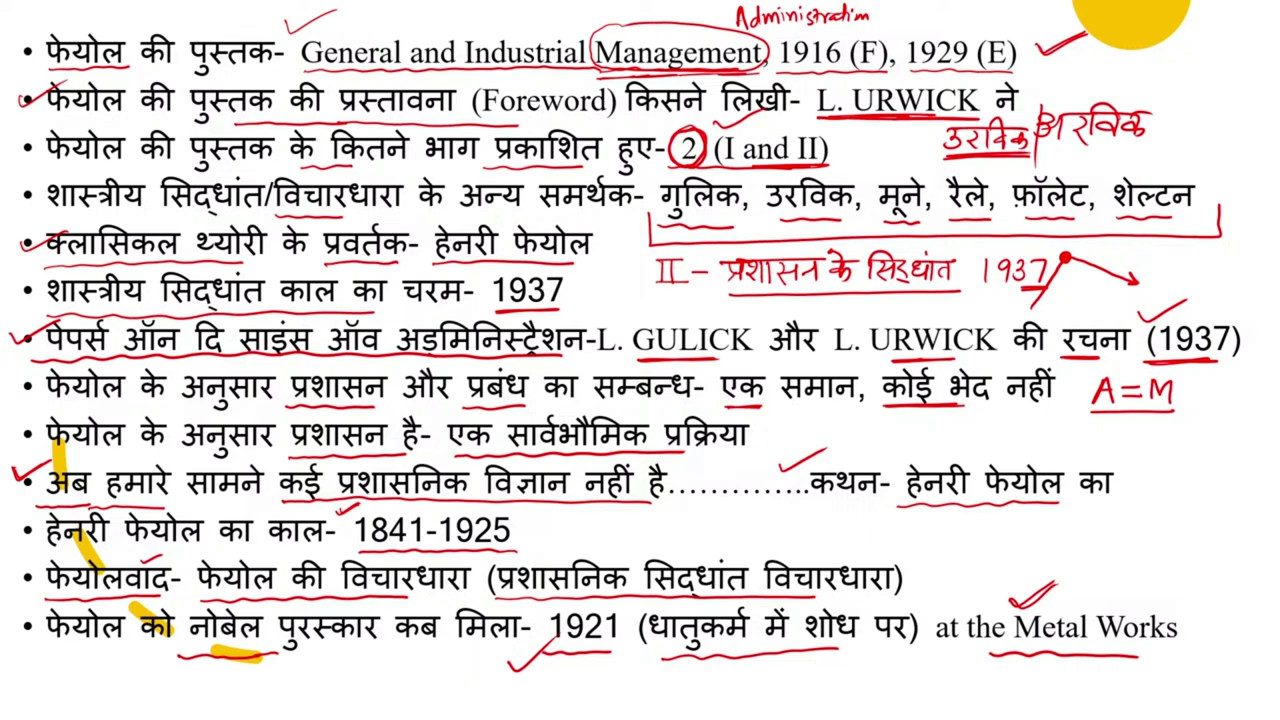 Administration
• फेयोल की पुस्तक- General and Industrial Management, 1916 (F), 1929 (E)
• फेयोल की पुस्तक की प्रस्तावना (Foreword) किसने लिखी- L. URWICK ने
उरविक | अरविक
• फेयोल की पुस्तक के कितने भाग प्रकाशित हुए- 2 (I and II)
• शास्त्रीय सिद्धांत/विचारधारा के अन्य समर्थक- गुलिक, उरविक, मूने, रैले, फ़ॉलेट, शेल्टन
• क्लासिकल थ्योरी के प्रवर्तक- हेनरी फेयोल
II - प्रशासन के सिद्धांत 1937
• शास्त्रीय सिद्धांत काल का चरम- 1937
• पेपर्स ऑन दि साइंस ऑव अडमिनिस्ट्रैशन-L. GULICK और L. URWICK की रचना (1937)
• फेयोल के अनुसार प्रशासन और प्रबंध का सम्बन्ध- एक समान, कोई भेद नहीं A=M
• फेयोल के अनुसार प्रशासन है- एक सार्वभौमिक प्रक्रिया
• अब हमारे सामने कई प्रशासनिक विज्ञान नहीं है…………..कथन- हेनरी फेयोल का
• हेनरी फेयोल का काल- 1841-1925
• फेयोलवाद- फेयोल की विचारधारा (प्रशासनिक सिद्धांत विचारधारा)
• फेयोल को नोबेल पुरस्कार कब मिला- 1921 (धातुकर्म में शोध पर) at the Metal Works